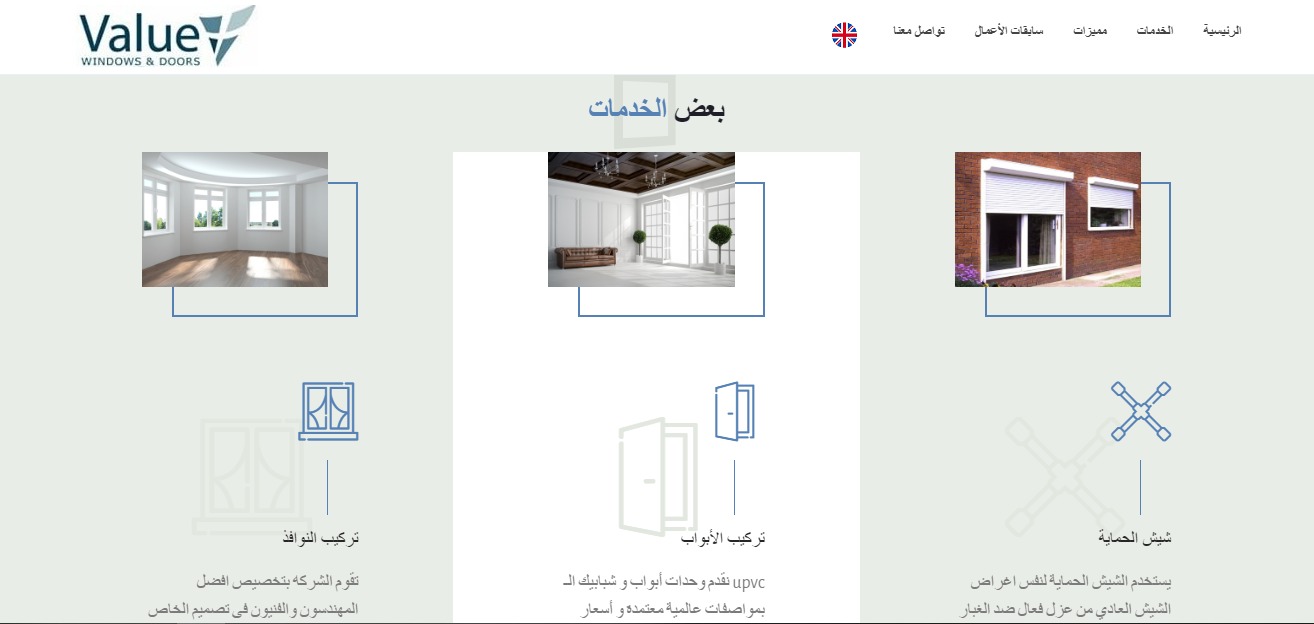 Value
WINDOWS & DOORS
الرئيسية
الخدمات
مميزات
سابقات الأعمال
تواصل معنا
بعض الخدمات
شيش الحماية
يستخدم الشيش الحماية لنفس اغراض
الشيش العادي من عزل فعال ضد الغبار
تركيب الأبواب
upvc نقدم وحدات أبواب و شبابيك الـ
بمواصفات عالمية معتمدة و أسعار
تركيب النوافذ
تقوم الشركه بتخصيص افضل
المهندسون و الفنيون فى تصميم الخاص